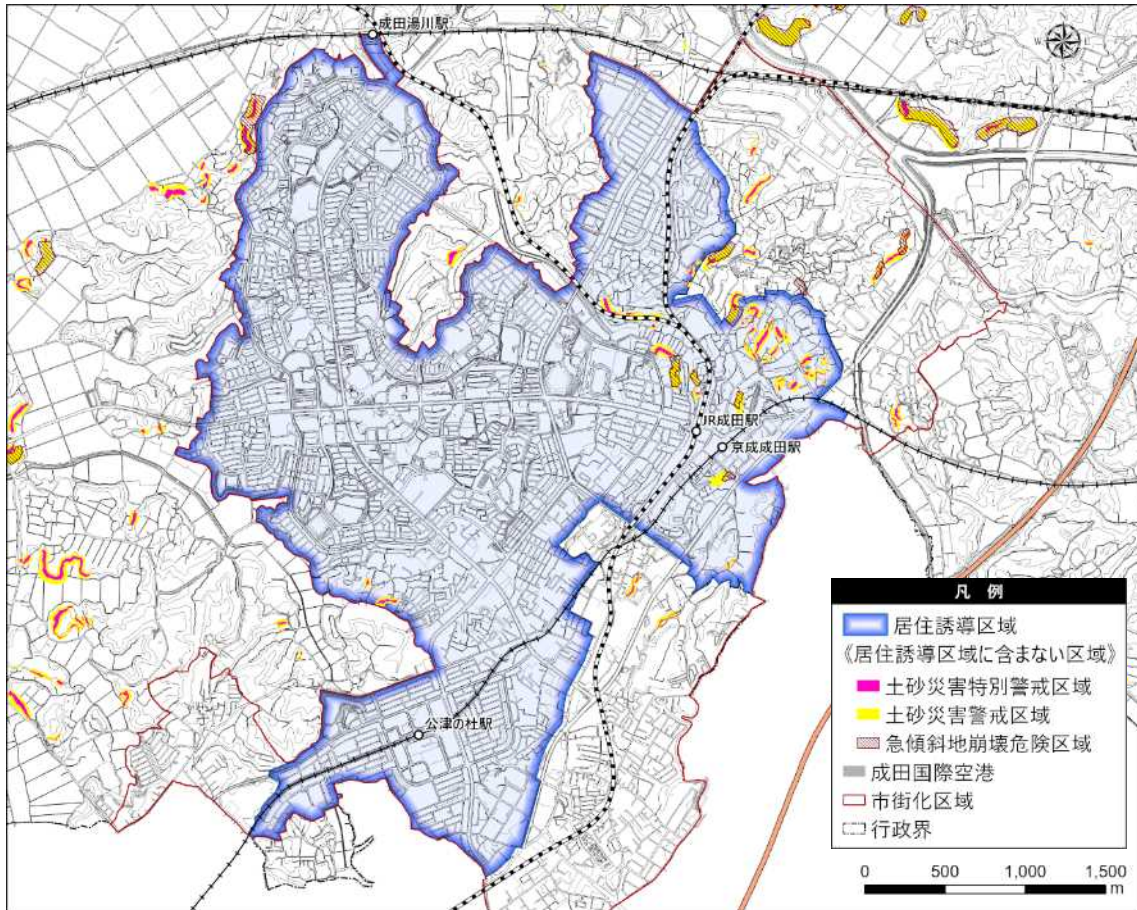 成田湯川駅
JR成田駅
京成成田駅
公津の杜駅
凡 例
居住誘導区域
《居住誘導区域に含まない区域》
土砂災害特別警戒区域
土砂災害警戒区域
急傾斜地崩壊危険区域
成田国際空港
市街化区域
行政界
0 500 1,000 1,500
m